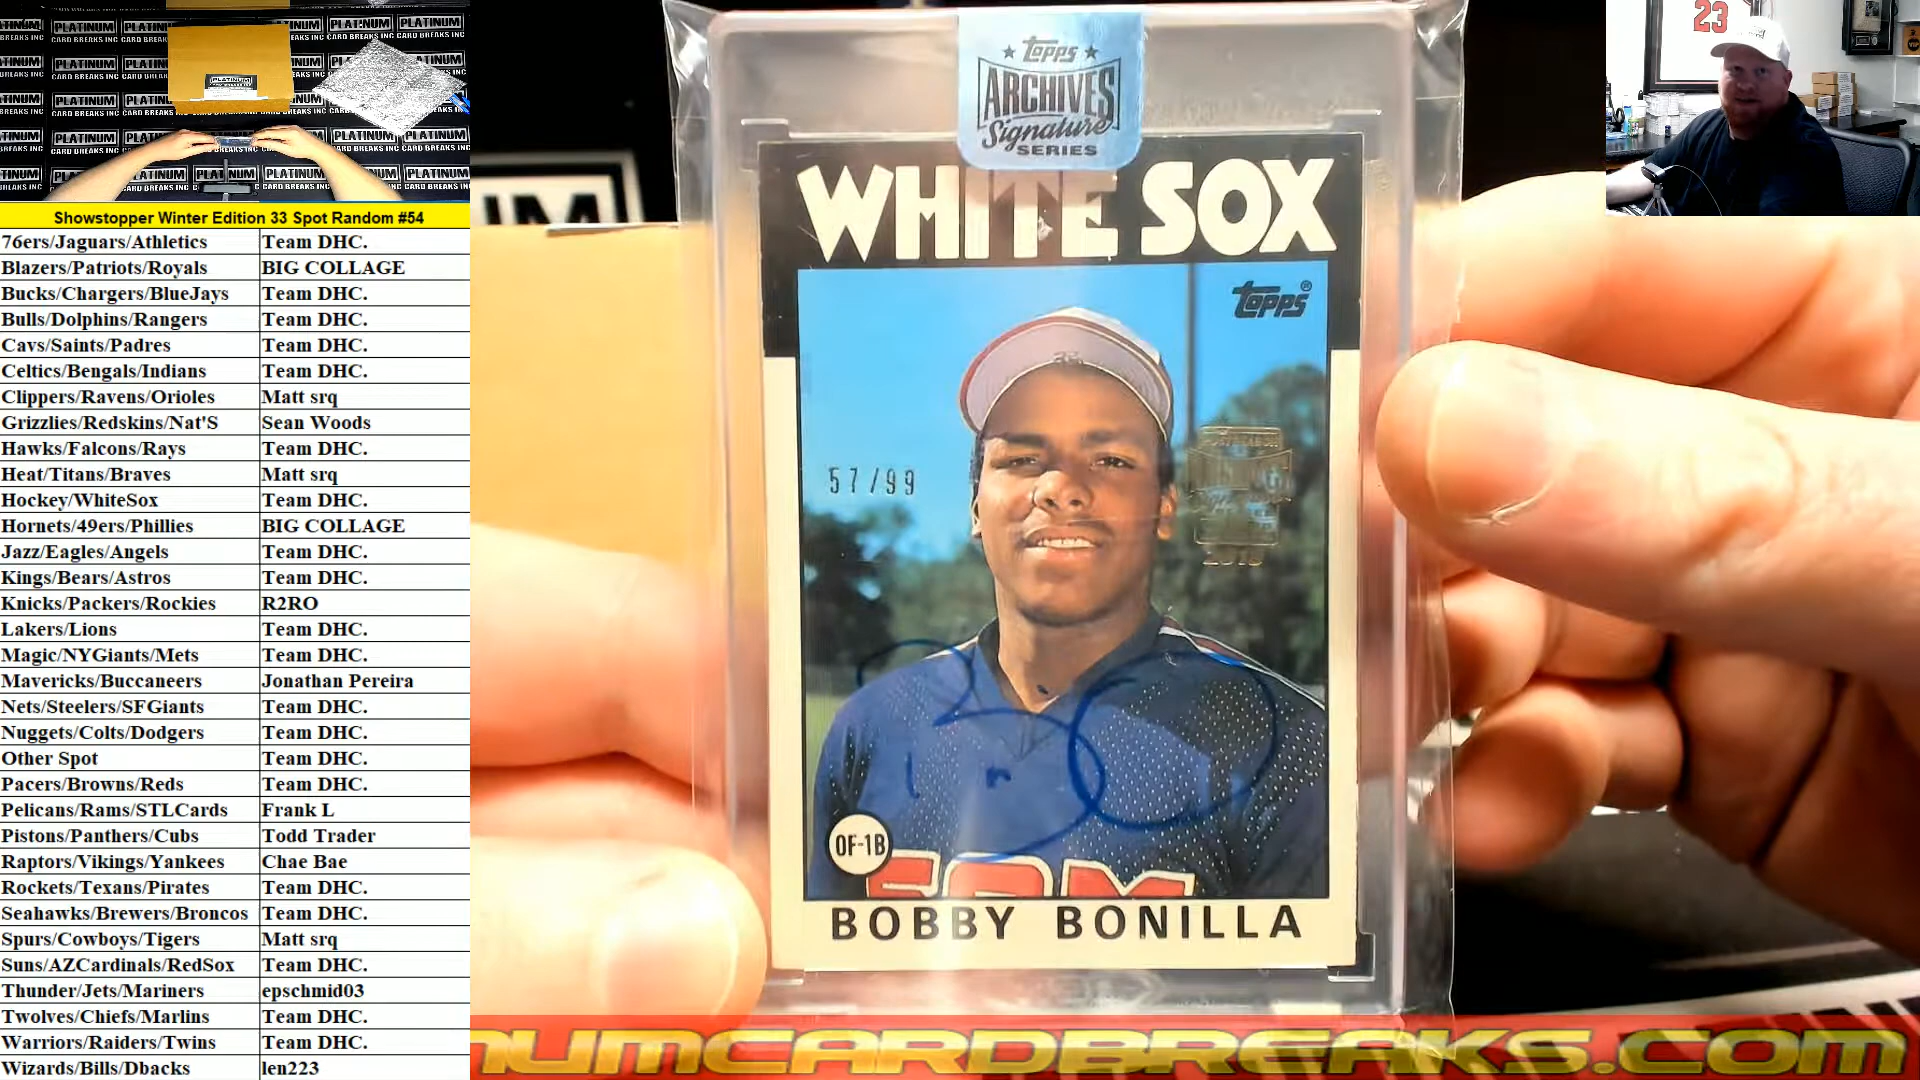 PLATINUM
CARD BREAKS INC
Showstopper Winter Edition 33 Spot Random #54
76ers/Jaguars/Athletics Team DHC.
Blazers/Patriots/Royals BIG COLLAGE
Bucks/Chargers/BlueJays Team DHC.
Bulls/Dolphins/Rangers Team DHC.
Cavs/Saints/Padres Team DHC.
Celtics/Bengals/Indians Team DHC.
Clippers/Ravens/Orioles Matt srq
Grizzlies/Redskins/Nat'S Sean Woods
Hawks/Falcons/Rays Team DHC.
Heat/Titans/Braves Matt srq
Hockey/WhiteSox Team DHC.
Hornets/49ers/Phillies BIG COLLAGE
Jazz/Eagles/Angels Team DHC.
Kings/Bears/Astros Team DHC.
Knicks/Packers/Rockies R2RO
Lakers/Lions Team DHC.
Magic/NYGiants/Mets Team DHC.
Mavericks/Buccaneers Jonathan Pereira
Nets/Steelers/SFGiants Team DHC.
Nuggets/Colts/Dodgers Team DHC.
Other Spot Team DHC.
Pacers/Browns/Reds Team DHC.
Pelicans/Rams/STLCards Frank L
Pistons/Panthers/Cubs Todd Trader
Raptors/Vikings/Yankees Chae Bae
Rockets/Texans/Pirates Team DHC.
Seahawks/Brewers/Broncos Team DHC.
Spurs/Cowboys/Tigers Matt srq
Suns/AZCardinals/RedSox Team DHC.
Thunder/Jets/Mariners epschmid03
Twolves/Chiefs/Marlins Team DHC.
Warriors/Raiders/Twins Team DHC.
Wizards/Bills/Dbacks len223
Topps
ARCHIVES
Signature
SERIES
WHITE SOX
Topps
57/99
OF-1B
SOX
BOBBY BONILLA
NUMCARDBREAKS.COM
23